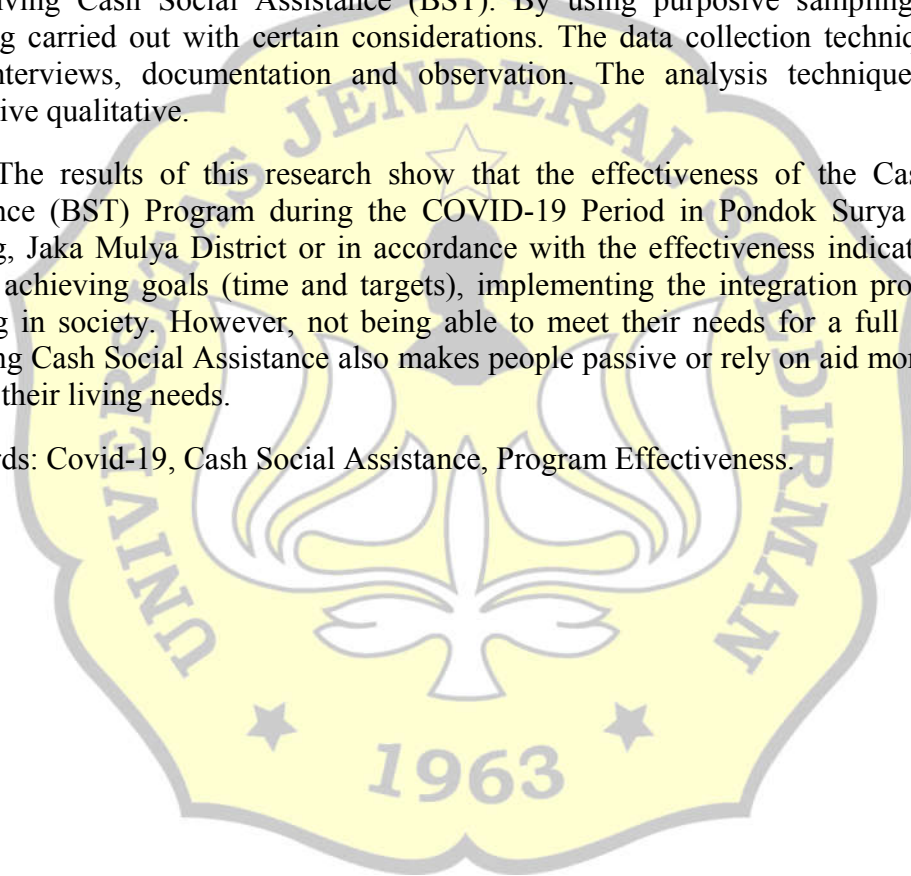 iving Cash Social Assistance (BST). By using purposive sampling
g carried out with certain considerations. The data collection techniq
nterviews, documentation and observation. The analysis technique
ive qualitative.
The results of this research show that the effectiveness of the Cas
nce (BST) Program during the COVID-19 Period in Pondok Surya
g, Jaka Mulya District or in accordance with the effectiveness indicat
achieving goals (time and targets), implementing the integration pro
g in society. However, not being able to meet their needs for a full
ng Cash Social Assistance also makes people passive or rely on aid mor
their living needs.
rds: Covid-19, Cash Social Assistance, Program Effectiveness.
UNIVERSITAS JENDERAL SOEDIRMAN
1963